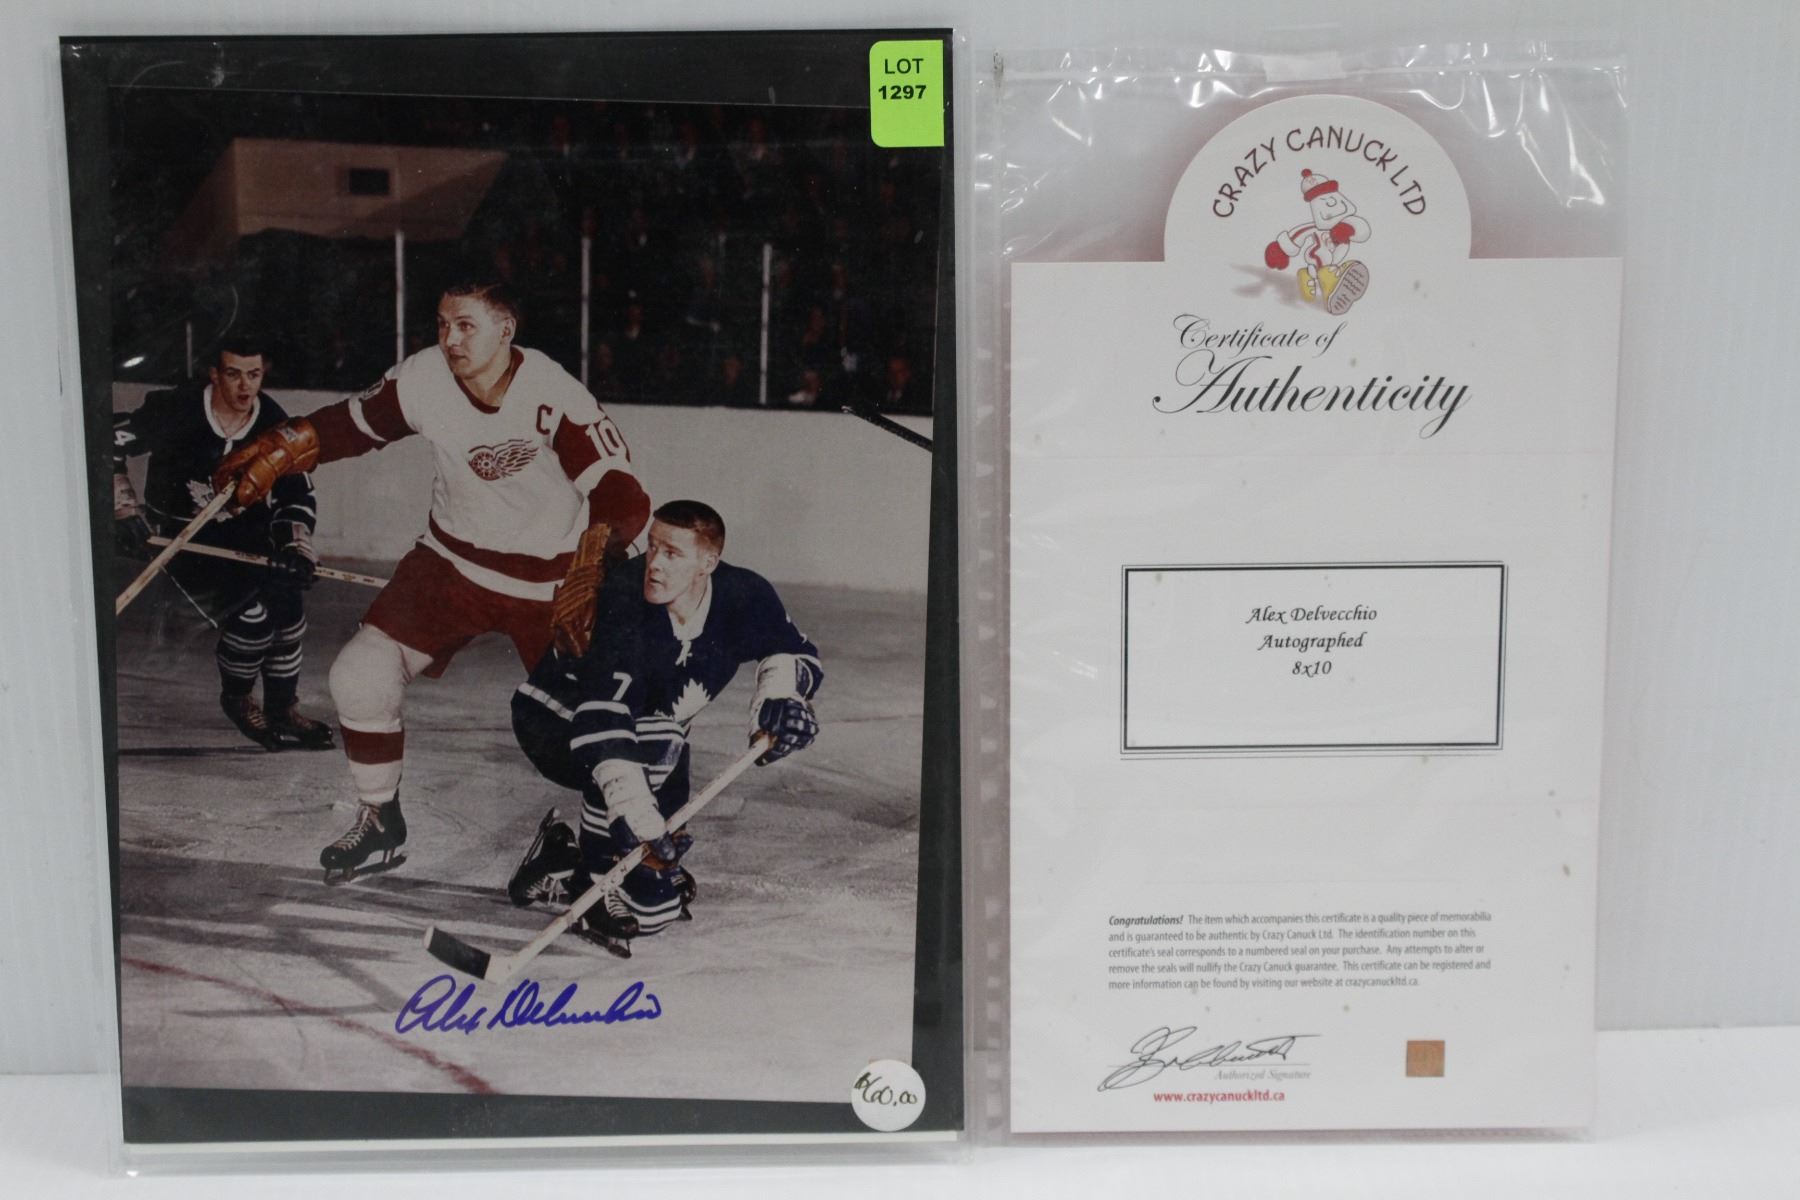 LOT
1297
C
10
4
7
Alex Delvecchio
$60.00
CRAZY CANUCK LTD
Certificate of
Authenticity
Alex Delvecchio
Autographed
8x10
Congratulations! The item which accompanies this certificate is a quality piece of memorabilia
and is guaranteed to be authentic by Crazy Canuck Ltd. The identification number on this
certificate's seal corresponds to a numbered seal on your purchase. Any attempts to alter or
remove the seals will nullify the Crazy Canuck guarantee. This certificate can be registered and
more information can be found by visiting our website at crazycanuckltd.ca.
Authorized Signature
www.crazycanuckltd.ca